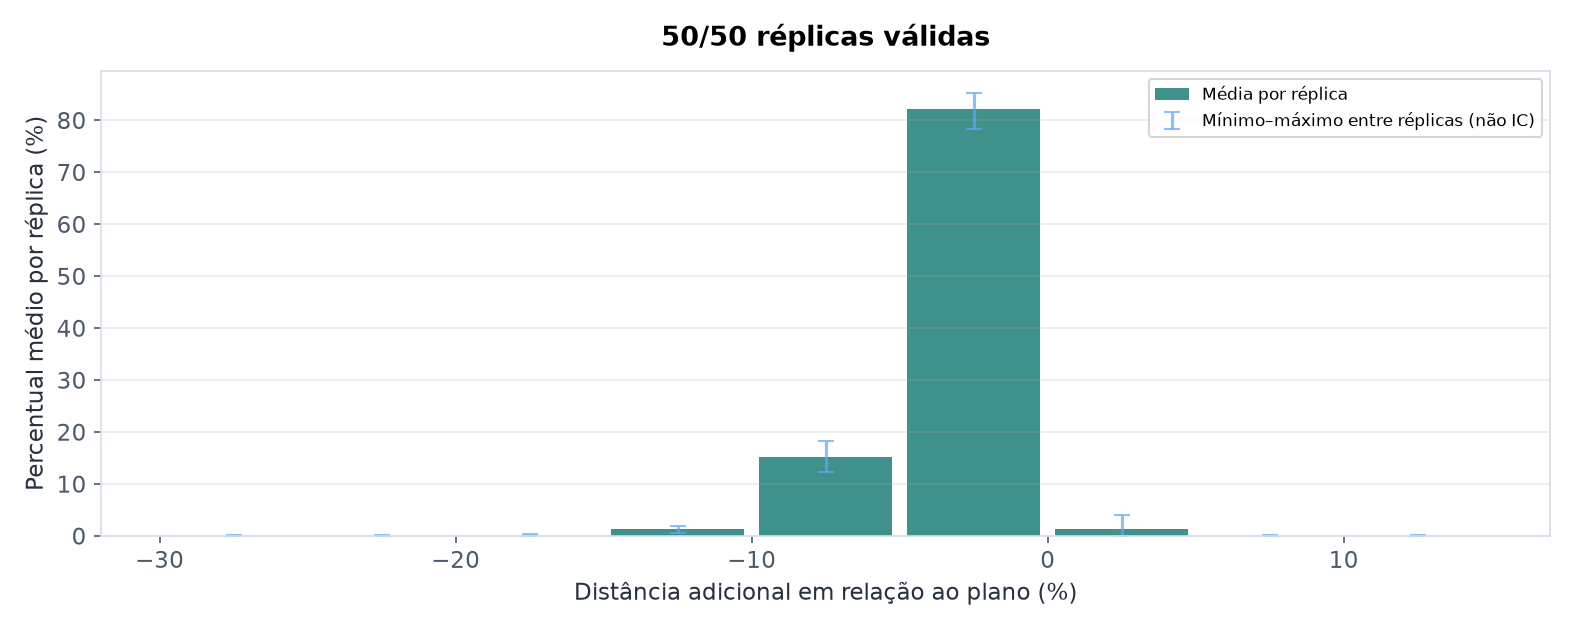 50/50 réplicas válidas
Média por réplica
Mínimo–máximo entre réplicas (não IC)
Percentual médio por réplica (%)
80
70
60
50
40
30
20
10
0
−30
−20
−10
0
10
Distância adicional em relação ao plano (%)